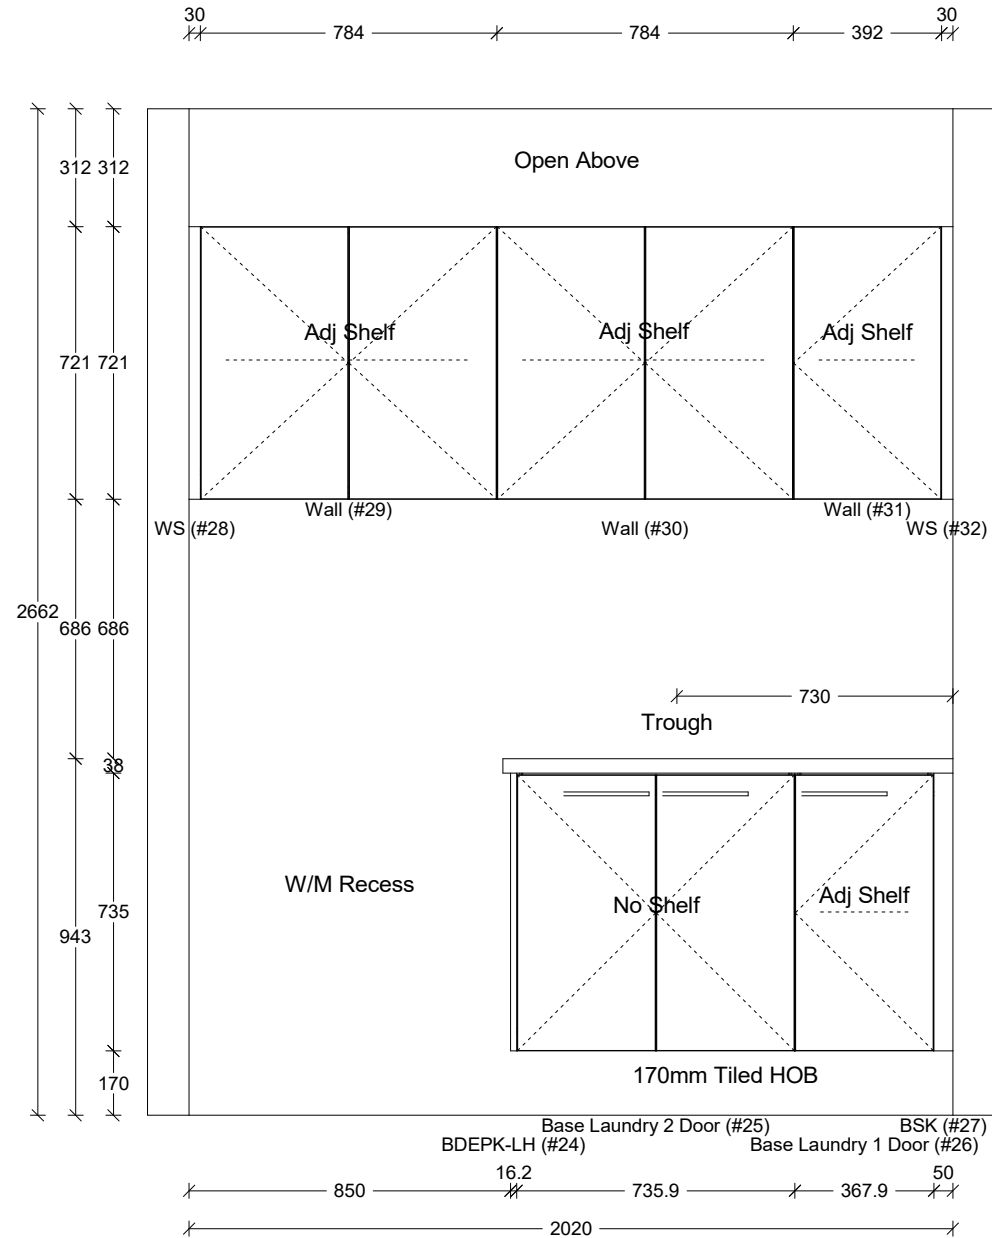 30
784
784
392
30
312
312
Open Above
721
721
Adj Shelf
Adj Shelf
Adj Shelf
Wall (#29)
Wall (#31)
WS (#28)
Wall (#30)
WS (#32)
2662
686
686
730
Trough
38
W/M Recess
No Shelf
Adj Shelf
735
943
170
170mm Tiled HOB
Base Laundry 2 Door (#25)
BSK (#27)
BDEPK-LH (#24)
Base Laundry 1 Door (#26)
16.2
50
850
735.9
367.9
2020